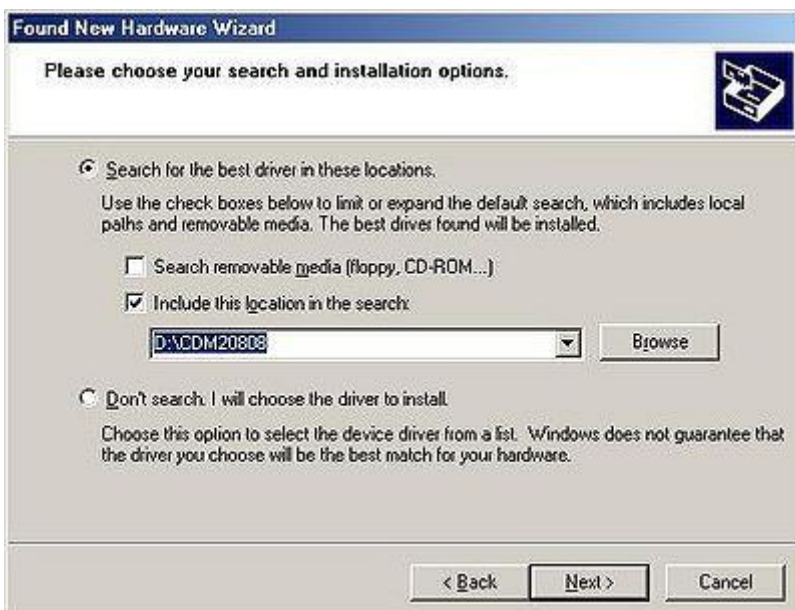 Found New Hardware Wizard
Please choose your search and installation options.
Search for the best driver in these locations.
Use the check boxes below to limit or expand the default search, which includes local
paths and removable media. The best driver found will be installed.
Search removable media (floppy, CD-ROM...)
Include this location in the search:
D:\CDM20808
Browse
Don't search. I will choose the driver to install.
Choose this option to select the device driver from a list. Windows does not guarantee that
the driver you choose will be the best match for your hardware.
< Back Next > Cancel